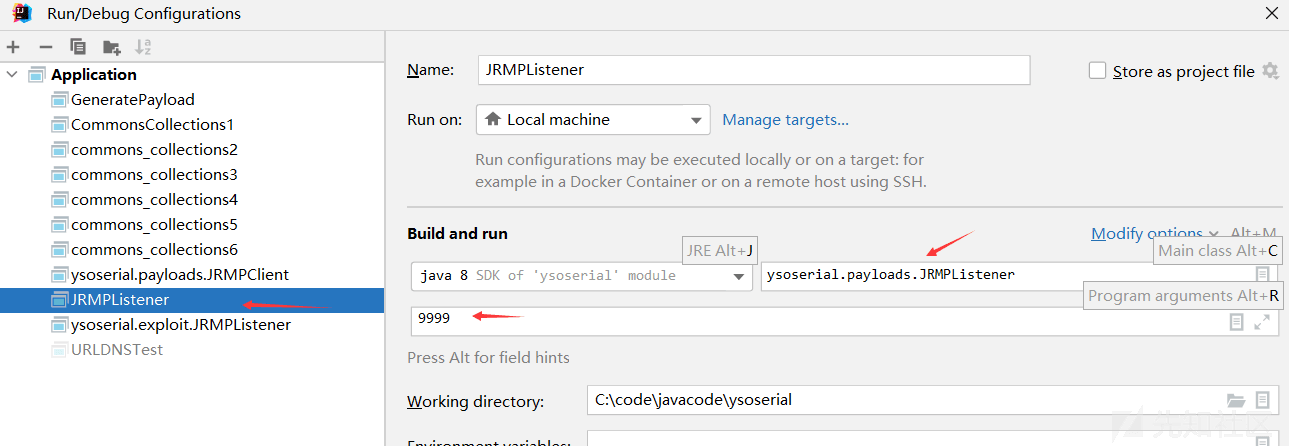 Run/Debug Configurations
Application
GeneratePayload
CommonsCollections1
commons_collections2
commons_collections3
commons_collections4
commons_collections5
commons_collections6
ysoserial.payloads.JRMPClient
JRMPListener
ysoserial.exploit.JRMPListener
URLDNSTest
Name: JRMPListener
Store as project file
Run on: Local machine
Manage targets...
Run configurations may be executed locally or on a target: for
example in a Docker Container or on a remote host using SSH.
Build and run
Modify options Alt+M
JRE Alt+J
Main class Alt+C
java 8 SDK of 'ysoserial' module
ysoserial.payloads.JRMPListener
Program arguments Alt+R
9999
Press Alt for field hints
Working directory: C:\code\javacode\ysoserial
Environment variables:
先知社区